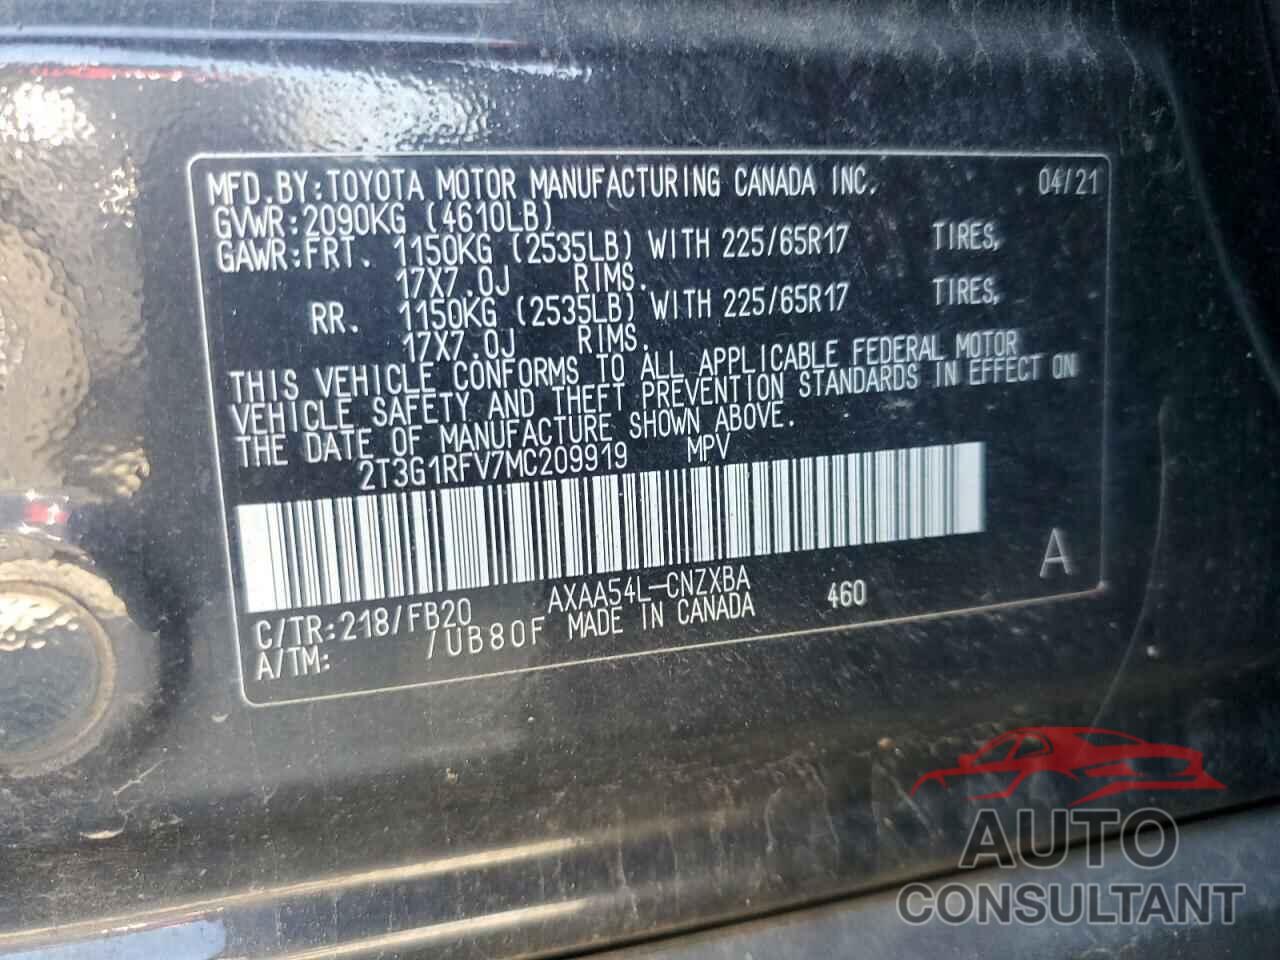 MFD.BY:TOYOTA MOTOR MANUFACTURING CANADA INC. 04/21
GVWR:2090KG (4610LB)
GAWR:FRT. 1150KG (2535LB) WITH 225/65R17 TIRES,
17X7.0J RIMS.
RR. 1150KG (2535LB) WITH 225/65R17 TIRES,
17X7.0J RIMS.
THIS VEHICLE CONFORMS TO ALL APPLICABLE FEDERAL MOTOR
VEHICLE SAFETY AND THEFT PREVENTION STANDARDS IN EFFECT ON
THE DATE OF MANUFACTURE SHOWN ABOVE.
2T3G1RFV7MC209919 MPV
A
C/TR:218/FB20 AXAA54L-CNZXBA 460
A/TM: /UB80F MADE IN CANADA
AUTO
CONSULTANT